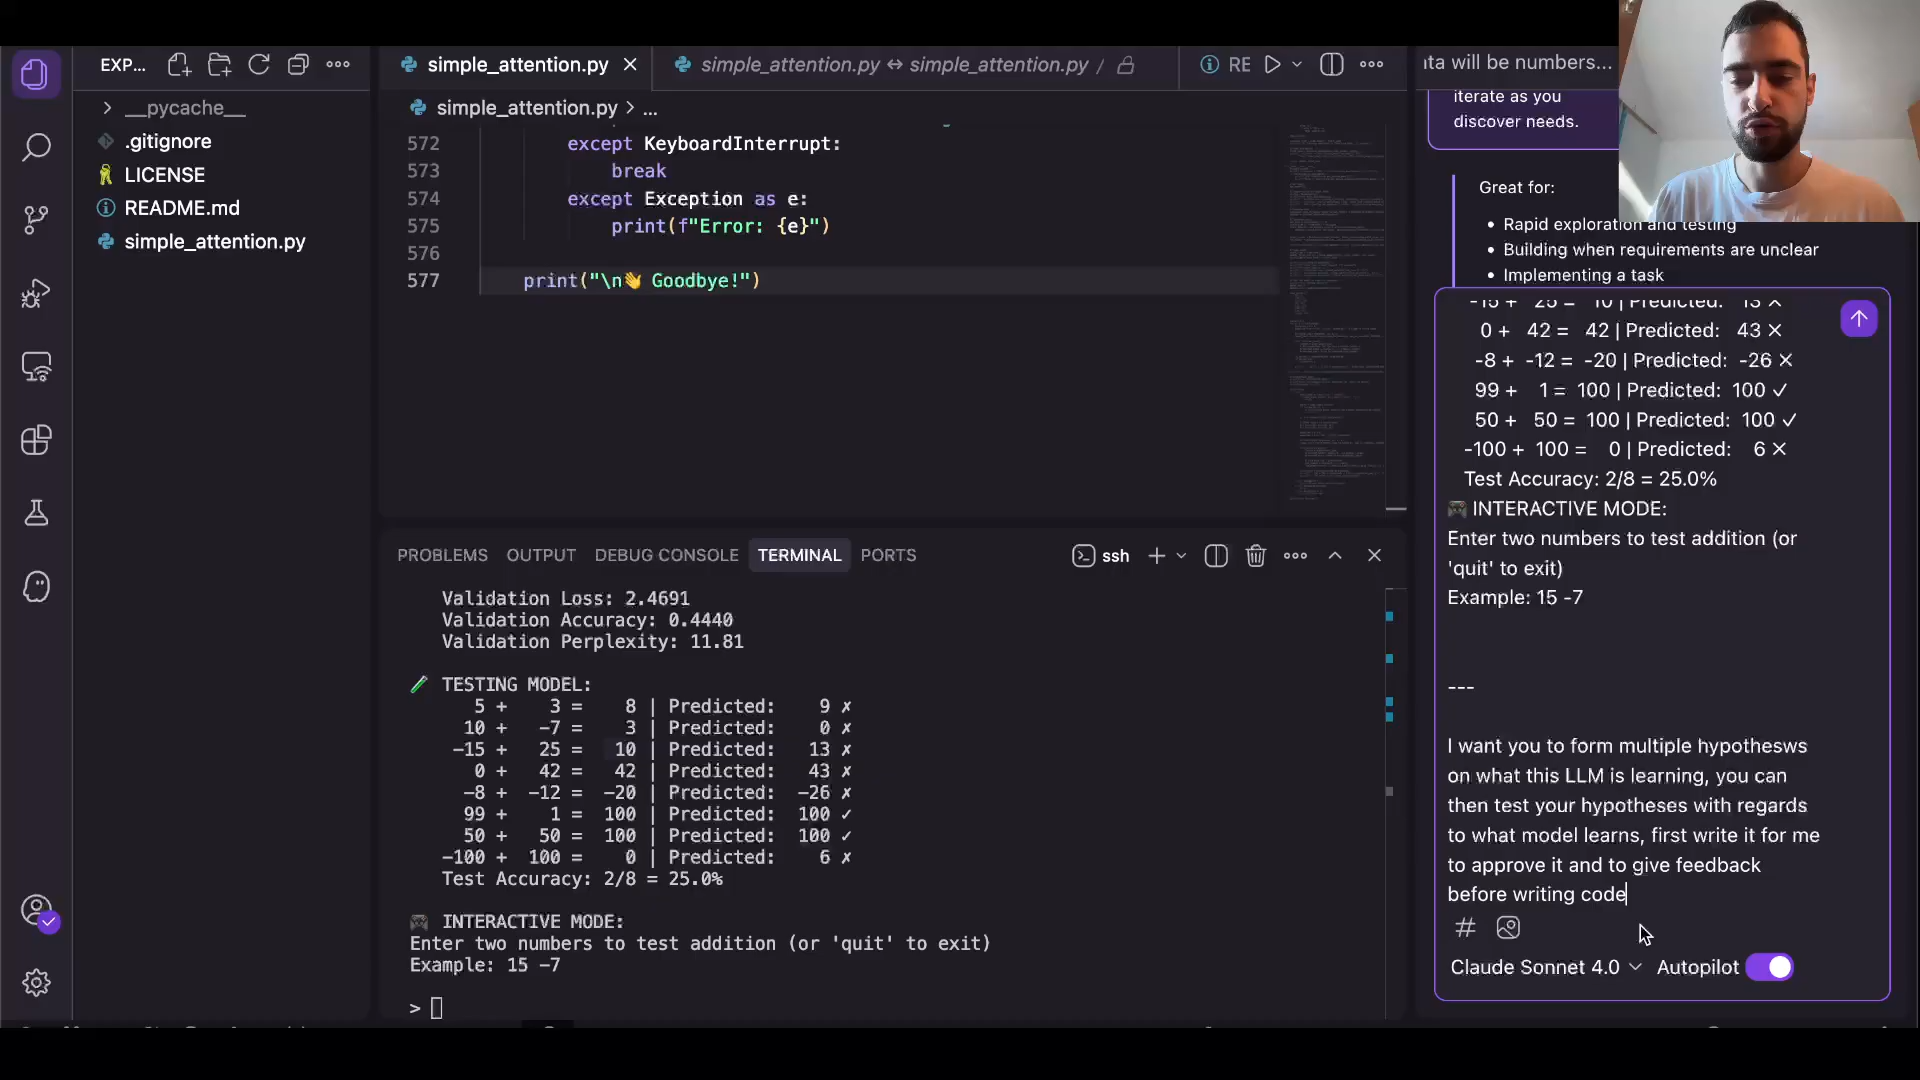 EXP...
simple_attention.py
simple_attention.py ↔ simple_attention.py /
RE
ıta will be numbers...
__pycache__
.gitignore
LICENSE
README.md
simple_attention.py
simple_attention.py > ...
572 except KeyboardInterrupt:
573 break
574 except Exception as e:
575 print(f"Error: {e}")
576
577 print("\n👋 Goodbye!")
PROBLEMS OUTPUT DEBUG CONSOLE TERMINAL PORTS
ssh
Validation Loss: 2.4691
Validation Accuracy: 0.4440
Validation Perplexity: 11.81
TESTING MODEL:
5 + 3 = 8 | Predicted: 9 ✗
10 + -7 = 3 | Predicted: 0 ✗
-15 + 25 = 10 | Predicted: 13 ✗
0 + 42 = 42 | Predicted: 43 ✗
-8 + -12 = -20 | Predicted: -26 ✗
99 + 1 = 100 | Predicted: 100 ✓
50 + 50 = 100 | Predicted: 100 ✓
-100 + 100 = 0 | Predicted: 6 ✗
Test Accuracy: 2/8 = 25.0%
🎮 INTERACTIVE MODE:
Enter two numbers to test addition (or 'quit' to exit)
Example: 15 -7
>
iterate as you
discover needs.
Great for:
• Rapid exploration and testing
• Building when requirements are unclear
• Implementing a task
-15 + 25 = 10 | Predicted: 13 ✗
0 + 42 = 42 | Predicted: 43 ✗
-8 + -12 = -20 | Predicted: -26 ✗
99 + 1 = 100 | Predicted: 100 ✓
50 + 50 = 100 | Predicted: 100 ✓
-100 + 100 = 0 | Predicted: 6 ✗
Test Accuracy: 2/8 = 25.0%
🎮 INTERACTIVE MODE:
Enter two numbers to test addition (or
'quit' to exit)
Example: 15 -7
---
I want you to form multiple hypothesws
on what this LLM is learning, you can
then test your hypotheses with regards
to what model learns, first write it for me
to approve it and to give feedback
before writing code
Claude Sonnet 4.0
Autopilot